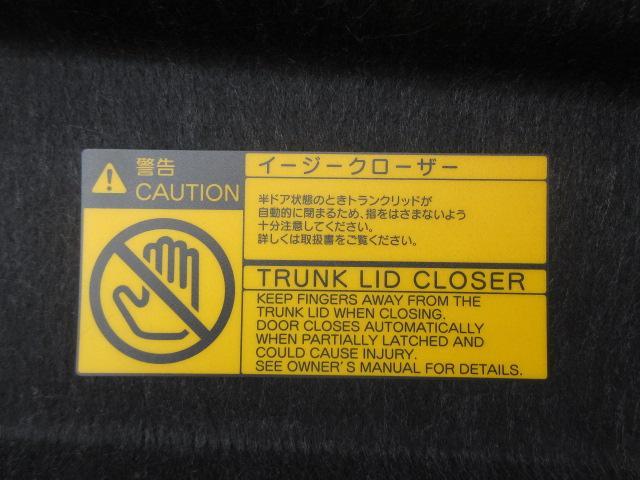 警告
CAUTION
イージークローザー
半ドア状態のときトランクリッドが
自動的に閉まるため、指をはさまないよう
十分注意してください。
詳しくは取扱書をご覧ください。
TRUNK LID CLOSER
KEEP FINGERS AWAY FROM THE
TRUNK LID WHEN CLOSING.
DOOR CLOSES AUTOMATICALLY
WHEN PARTIALLY LATCHED AND
COULD CAUSE INJURY.
SEE OWNER'S MANUAL FOR DETAILS.